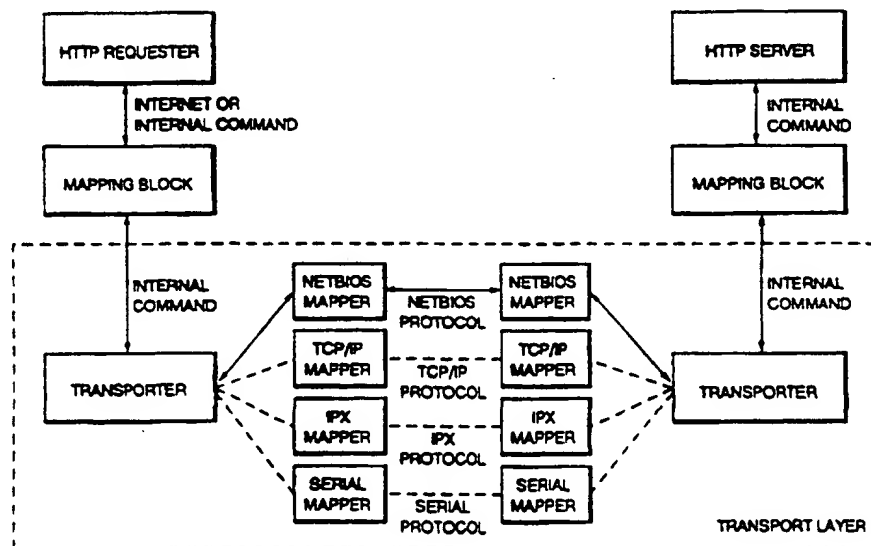 HTTP REQUESTER
HTTP SERVER
INTERNET OR
INTERNAL COMMAND
INTERNAL
COMMAND
MAPPING BLOCK
MAPPING BLOCK
INTERNAL
COMMAND
NETBIOS
MAPPER
NETBIOS
PROTOCOL
NETBIOS
MAPPER
INTERNAL
COMMAND
TRANSPORTER
TCP/IP
MAPPER
TCP/IP
PROTOCOL
TCP/IP
MAPPER
TRANSPORTER
IPX
MAPPER
IPX
PROTOCOL
IPX
MAPPER
SERIAL
MAPPER
SERIAL
PROTOCOL
SERIAL
MAPPER
TRANSPORT LAYER